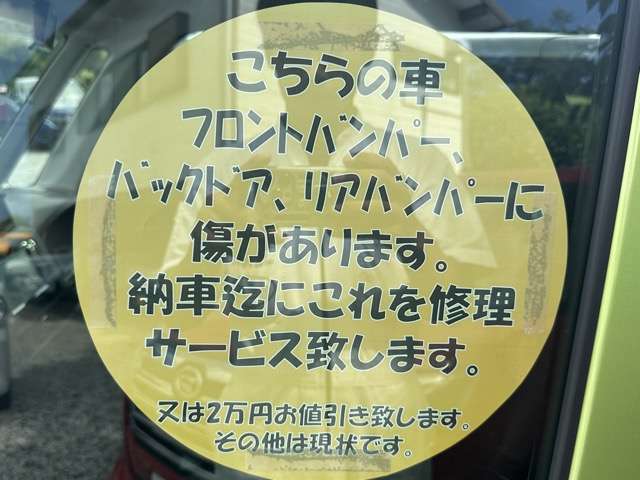 こちらの車
フロントバンパー、
バックドア、リアバンパーに
傷があります。
納車迄にこれを修理
サービス致します。
又は2万円お値引き致します。
その他は現状です。